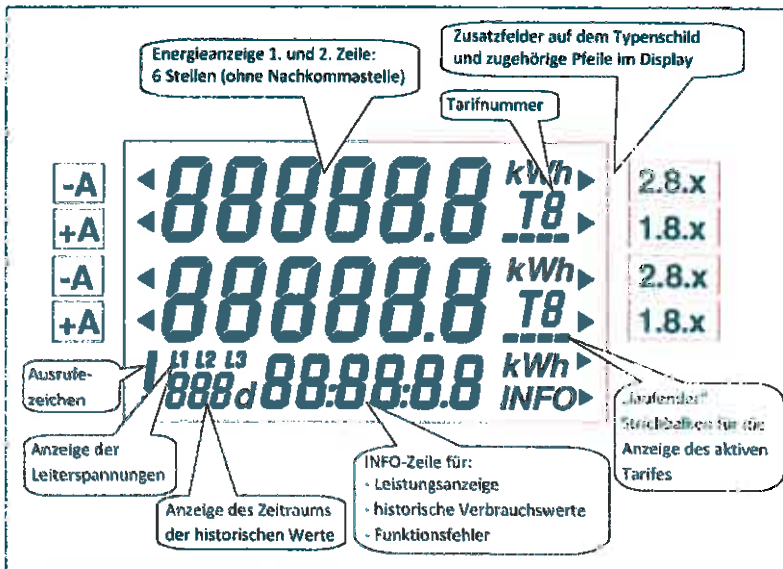 Energieanzeige 1. und 2. Zeile:
6 Stellen (ohne Nachkommastelle)
Zusatzfelder auf dem Typenschild
und zugehörige Pfeile im Display
Tarifnummer
-A
888888.8
kWh
2.8.x
+A
T8
1.8.x
-A
888888.8
kWh
2.8.x
+A
T8
1.8.x
L1 L2 L3
kWh
888d 88:88:8.8
INFO
Ausrufe-
zeichen
Anzeige der
Leiterspannungen
Anzeige des Zeitraums
der historischen Werte
INFO-Zeile für:
- Leistungsanzeige
- historische Verbrauchswerte
- Funktionsfehler
„laufender"
Strichbalken für die
Anzeige des aktiven
Tarifes